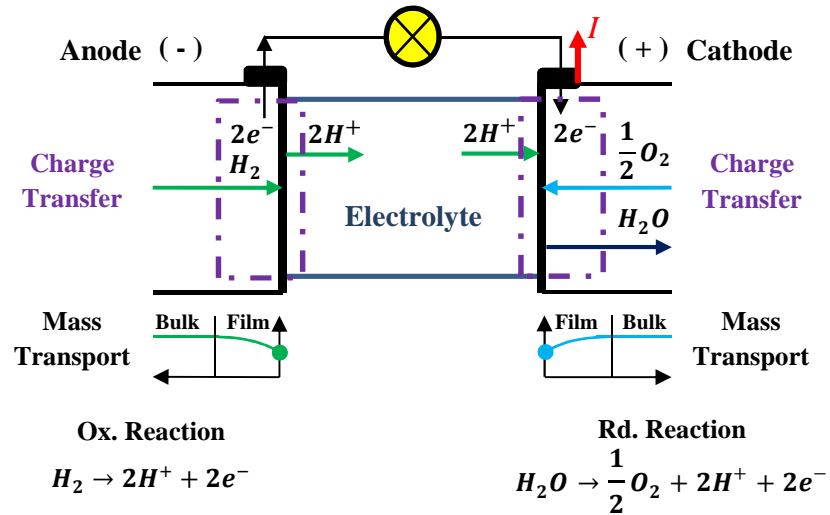 Anode (-)
I
(+) Cathode
2e⁻
2H⁺
2H⁺
2e⁻
H₂
1/2 O₂
Charge
Transfer
Electrolyte
H₂O
Charge
Transfer
Mass
Transport
Bulk Film
Film Bulk
Mass
Transport
Ox. Reaction
H₂ → 2H⁺ + 2e⁻
Rd. Reaction
H₂O → 1/2 O₂ + 2H⁺ + 2e⁻